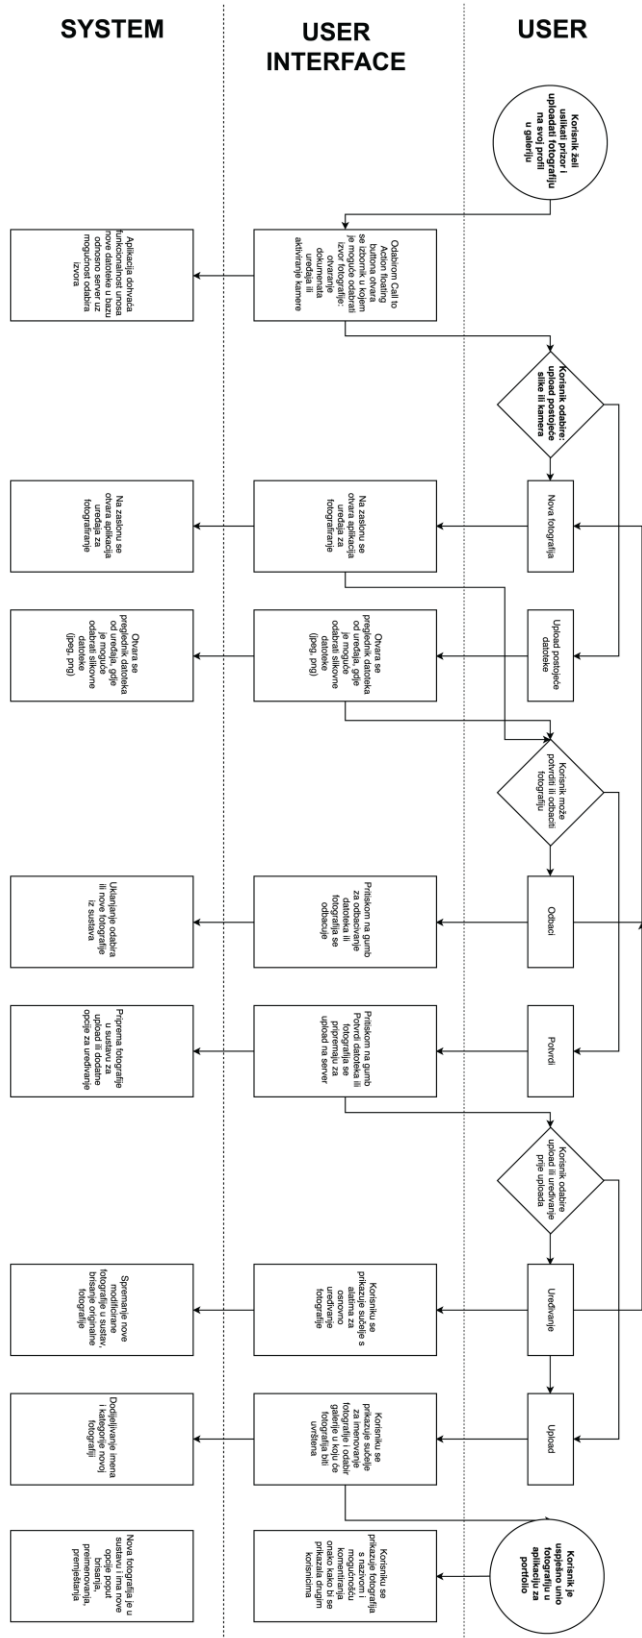 SYSTEM
USER
INTERFACE
USER
Korisnik želi
uslikati prizor i
uploadati fotografiju
na svoj profil
u galeriju
Odabirom Call to
Action floating
buttona otvara
se izbornik u kojem
je moguće odabrati
izvor fotografije:
otvaranje
dokumenata
uređaja ili
aktiviranje kamere
Aplikacija dohvaća
funkcionalnost unosa
nove datoteke u bazu
odnosno server uz
mogućnost odabira
izvora
Korisnik odabire:
upload postojeće
slike ili kamera
Nova fotografija
Na zaslonu se
otvara aplikacija
uređaja za
fotografiranje
Na zaslonu se
otvara aplikacija
uređaja za
fotografiranje
Upload postojeće
datoteke
Otvara se
preglednik datoteka
od uređaja, gdje
je moguće
odabrati slikovne
datoteke
(jpeg, png)
Otvara se
preglednik datoteka
od uređaja, gdje
je moguće
odabrati slikovne
datoteke
(jpeg, png)
Korisnik može
potvrditi ili odbaciti
fotografiju
Odbaci
Pritiskom na gumb
za odbacivanje
datoteka ili
fotografija se
odbacuje
Uklanjanje odabira
ili nove fotografije
iz sustava
Potvrdi
Pritiskom na gumb
Potvrdi datoteka ili
fotografija se
pripremaju za
upload na server
Priprema fotografije
u sustavu za
upload ili dodatne
opcije za uređivanje
Korisnik odabire
upload ili uređivanje
prije uploada
Uređivanje
Korisniku se
prikazuje sučelje s
alatima za
osnovno
uređivanje
fotografije
Spremanje nove
modificirane
fotografije u sustav,
brisanje originalne
fotografije
Upload
Korisniku se
prikazuje sučelje
za imenovanje
fotografije i odabir
galerije u koju će
fotografija biti
uvrštena
Dodijeljivanje imena
i kategorije novoj
fotografiji
Korisnik je
uspješno unio
fotografiju u
aplikaciju za
portfolio
Korisniku se
prikazuje fotografija
s nazivom i
mogućnošću
komentiranja
onako kako bi se
prikazala drugim
korisnicima
Nova fotografija je u
sustavu i ima nove
opcije poput
brisanja,
preimenovanja,
premještanja